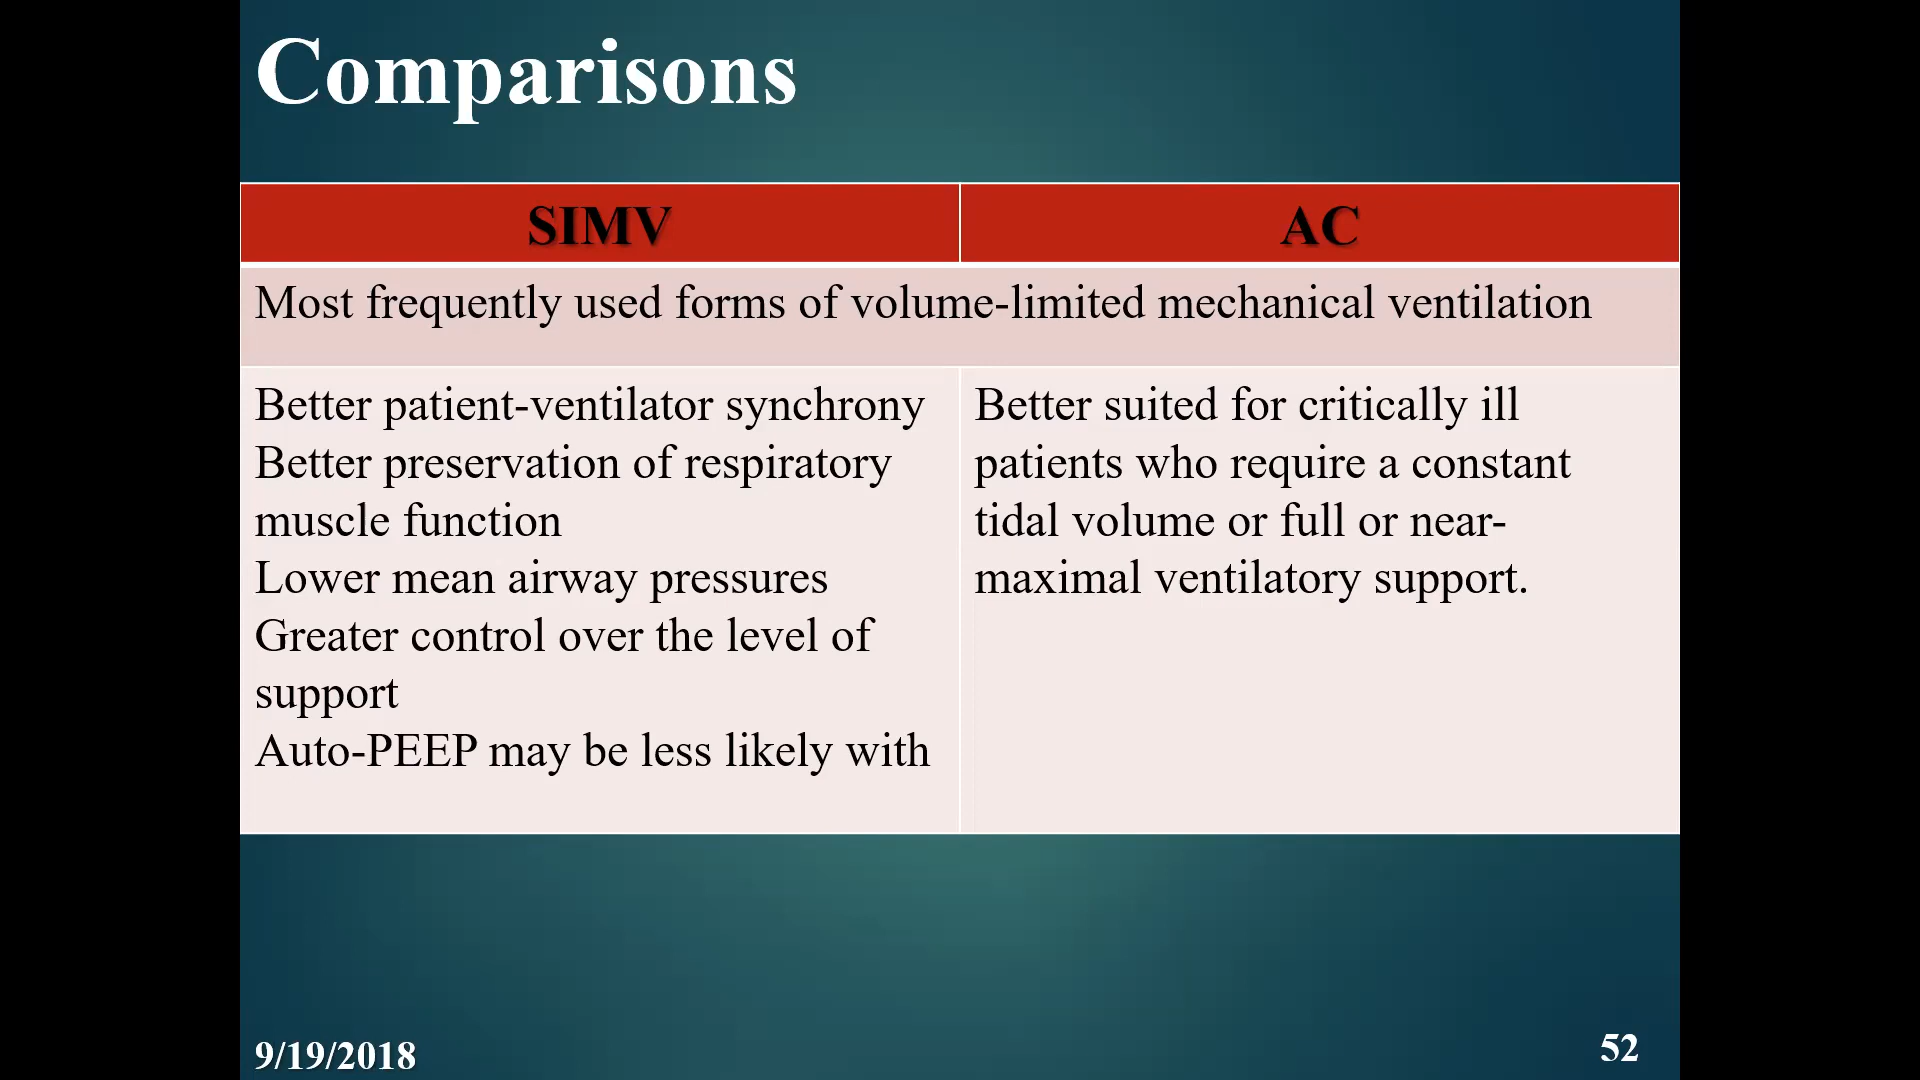 Comparisons
SIMV
AC
Most frequently used forms of volume-limited mechanical ventilation
Better patient-ventilator synchrony
Better preservation of respiratory
muscle function
Lower mean airway pressures
Greater control over the level of
support
Auto-PEEP may be less likely with
Better suited for critically ill
patients who require a constant
tidal volume or full or near-
maximal ventilatory support.
9/19/2018
52